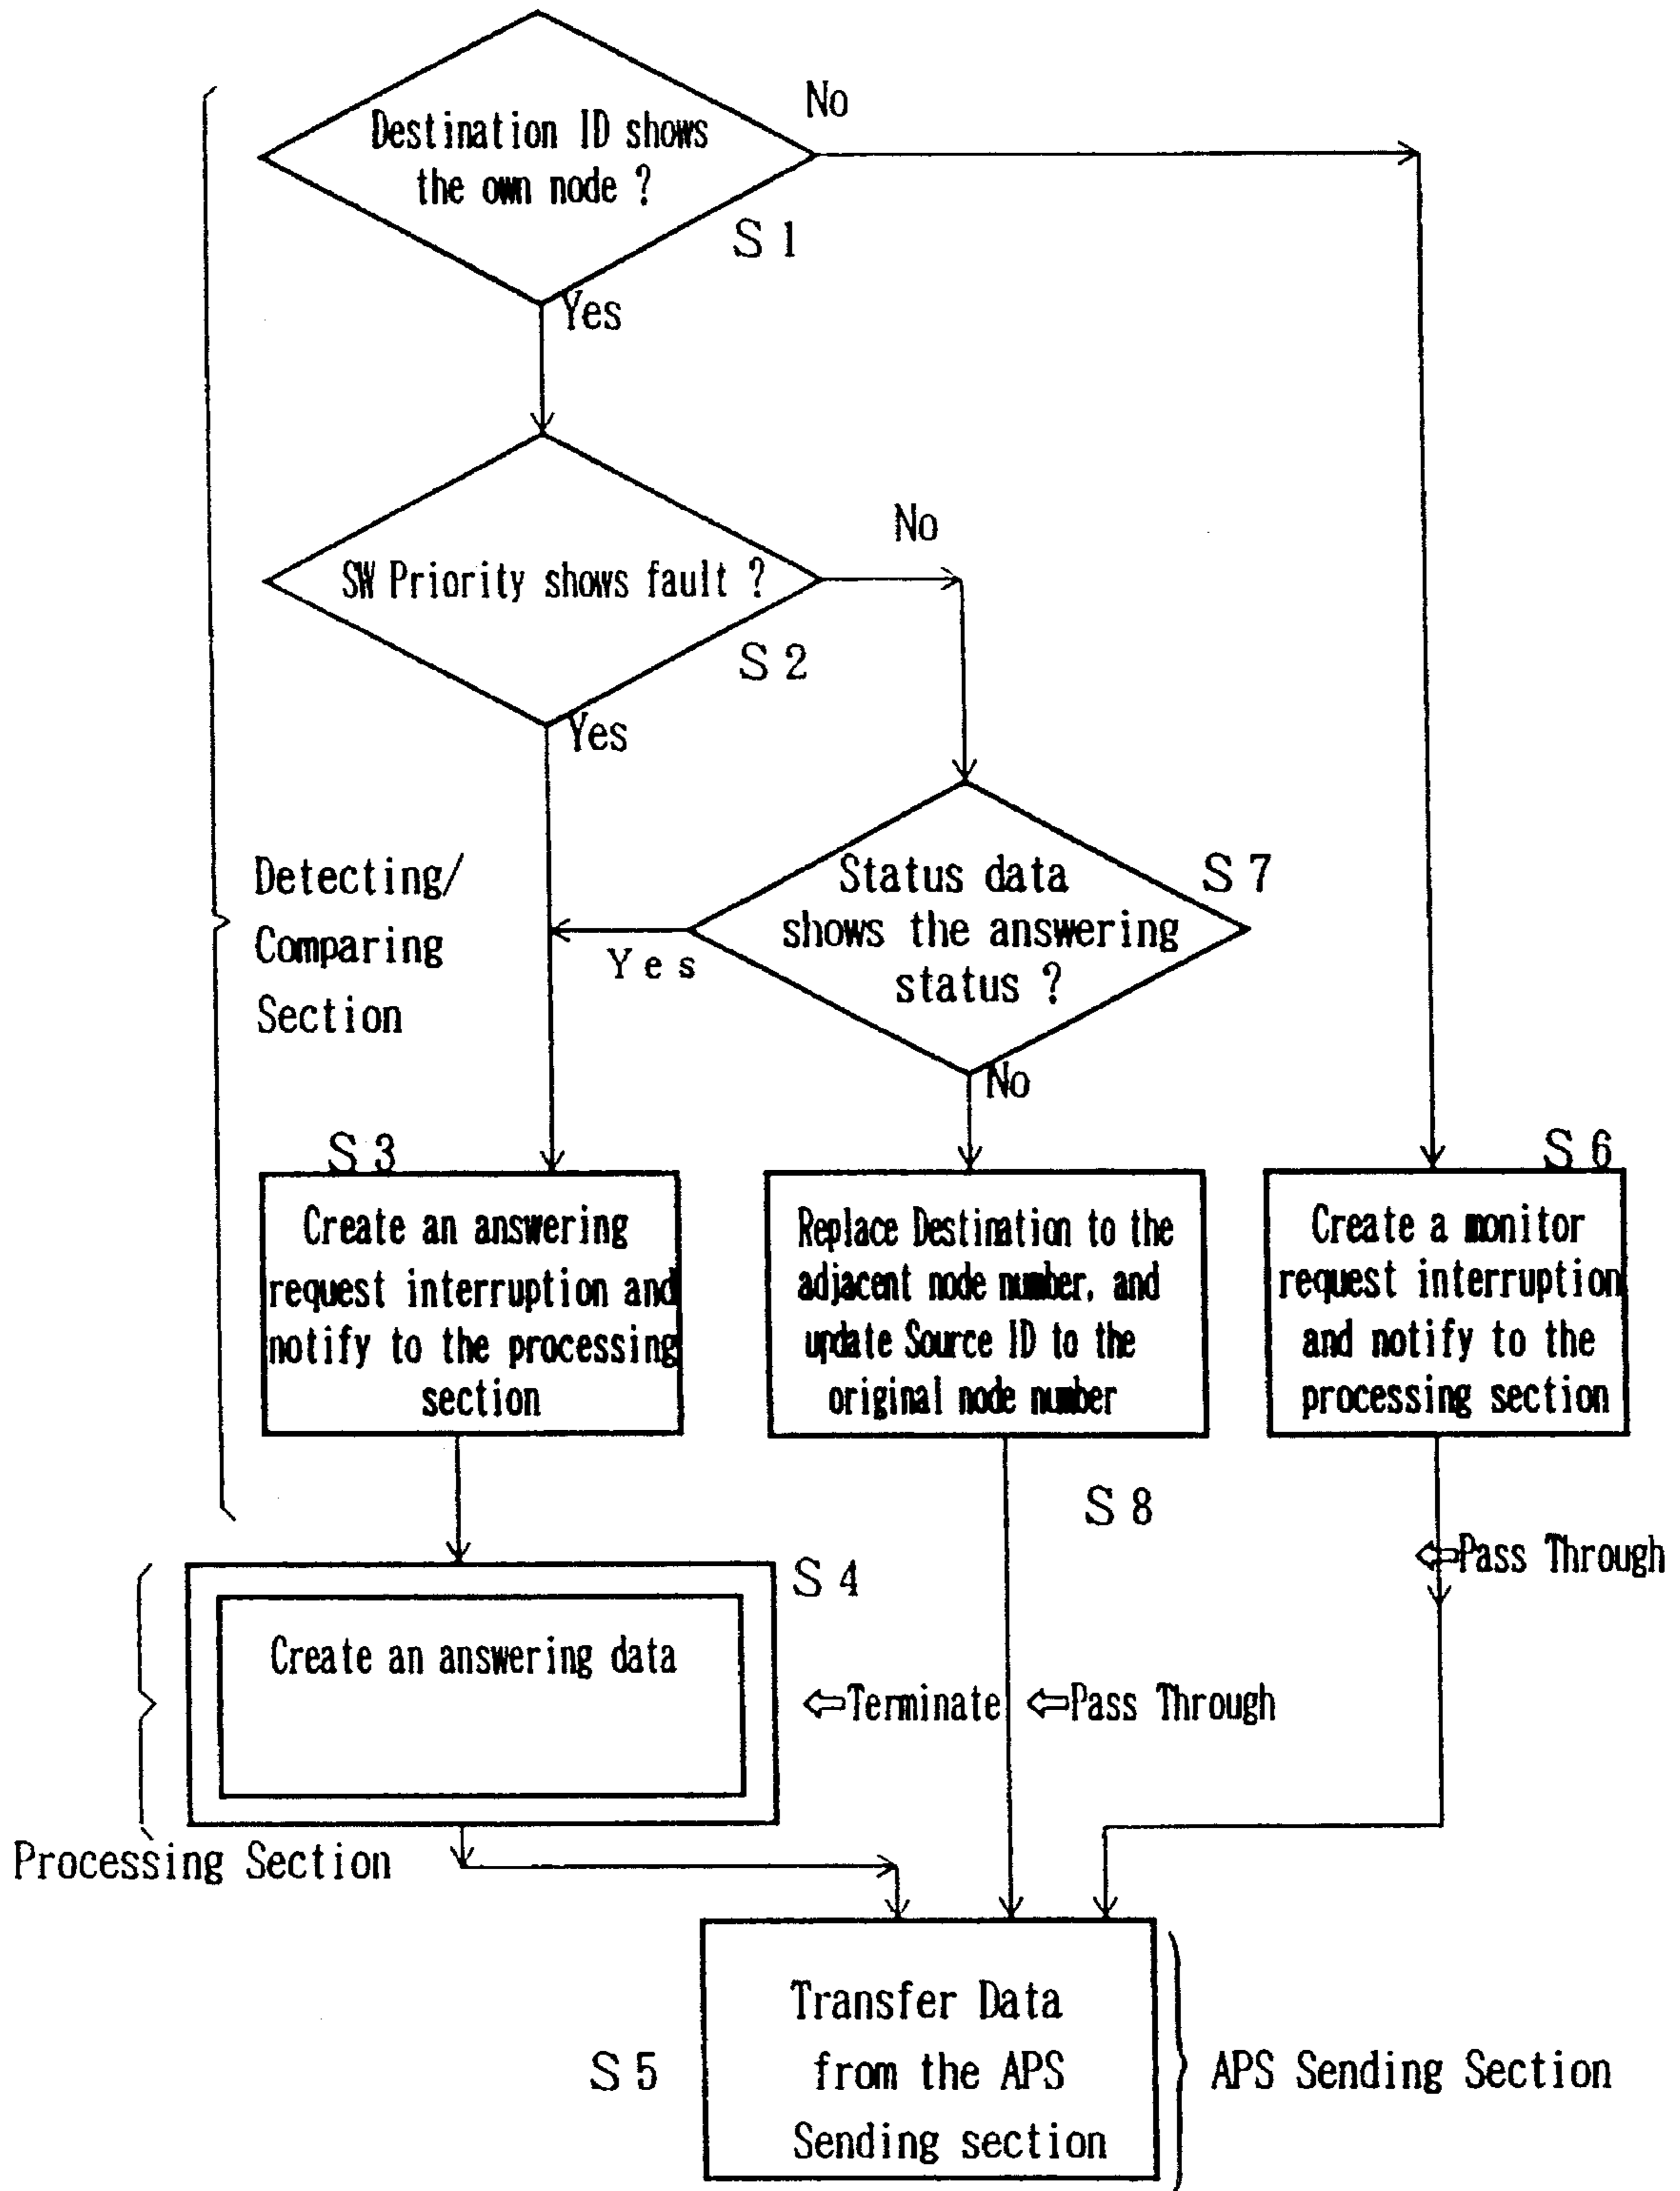 Destination ID shows
the own node ?
No
S 1
Yes
SW Priority shows fault ?
No
S 2
Yes
Status data
shows the answering
status ?
S 7
Yes
No
Detecting/
Comparing
Section
S 3
Create an answering
request interruption and
notify to the processing
section
Replace Destination to the
adjacent node number, and
update Source ID to the
original node number
S 6
Create a monitor
request interruption
and notify to the
processing section
S 8
⇦Pass Through
S 4
Create an answering data
⇦Terminate
⇦Pass Through
Processing Section
Transfer Data
from the APS
Sending section
S 5
APS Sending Section